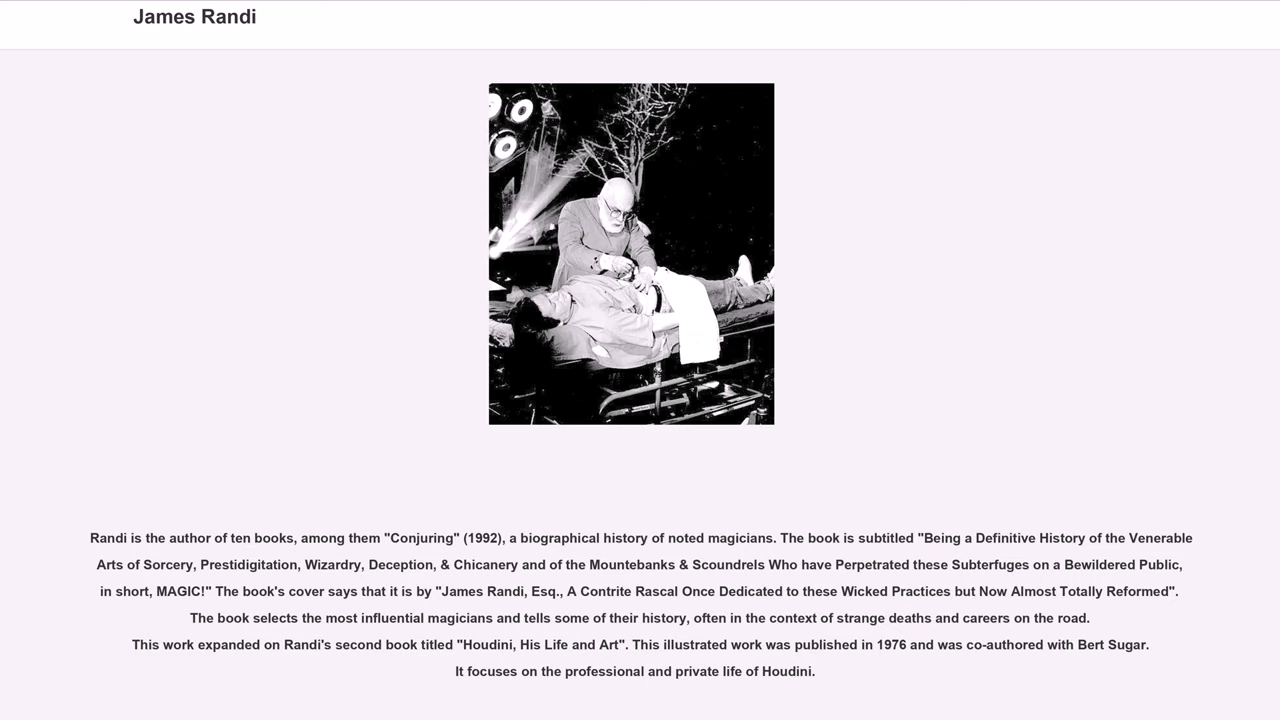 James Randi
Randi is the author of ten books, among them "Conjuring" (1992), a biographical history of noted magicians. The book is subtitled "Being a Definitive History of the Venerable
Arts of Sorcery, Prestidigitation, Wizardry, Deception, & Chicanery and of the Mountebanks & Scoundrels Who have Perpetrated these Subterfuges on a Bewildered Public,
in short, MAGIC!" The book's cover says that it is by "James Randi, Esq., A Contrite Rascal Once Dedicated to these Wicked Practices but Now Almost Totally Reformed".
The book selects the most influential magicians and tells some of their history, often in the context of strange deaths and careers on the road.
This work expanded on Randi's second book titled "Houdini, His Life and Art". This illustrated work was published in 1976 and was co-authored with Bert Sugar.
It focuses on the professional and private life of Houdini.